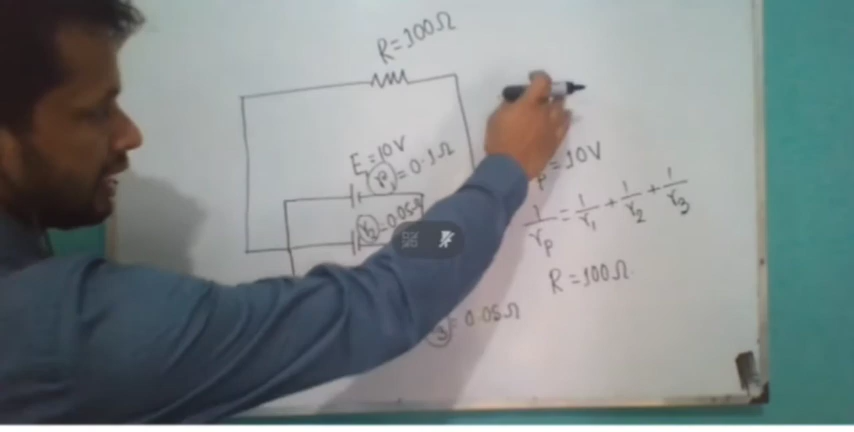 R=100Ω
E=10V
r₁=0.1Ω
r₂=0.05Ω
=0.05Ω
P=10V
1/rₚ = 1/r₁ + 1/r₂ + 1/r₃
R=100Ω